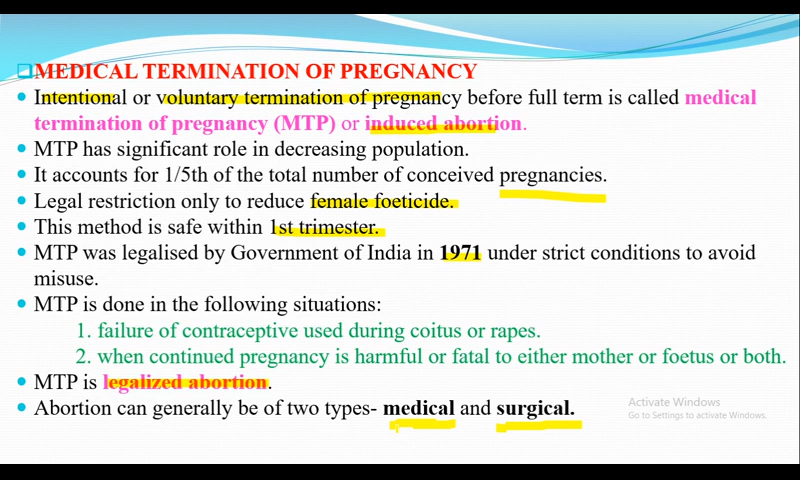 MEDICAL TERMINATION OF PREGNANCY
• Intentional or voluntary termination of pregnancy before full term is called medical
termination of pregnancy (MTP) or induced abortion.
• MTP has significant role in decreasing population.
• It accounts for 1/5th of the total number of conceived pregnancies.
• Legal restriction only to reduce female foeticide.
• This method is safe within 1st trimester.
• MTP was legalised by Government of India in 1971 under strict conditions to avoid
misuse.
• MTP is done in the following situations:
1. failure of contraceptive used during coitus or rapes.
2. when continued pregnancy is harmful or fatal to either mother or foetus or both.
• MTP is legalized abortion.
• Abortion can generally be of two types- medical and surgical.
Activate Windows
Go to Settings to activate Windows.